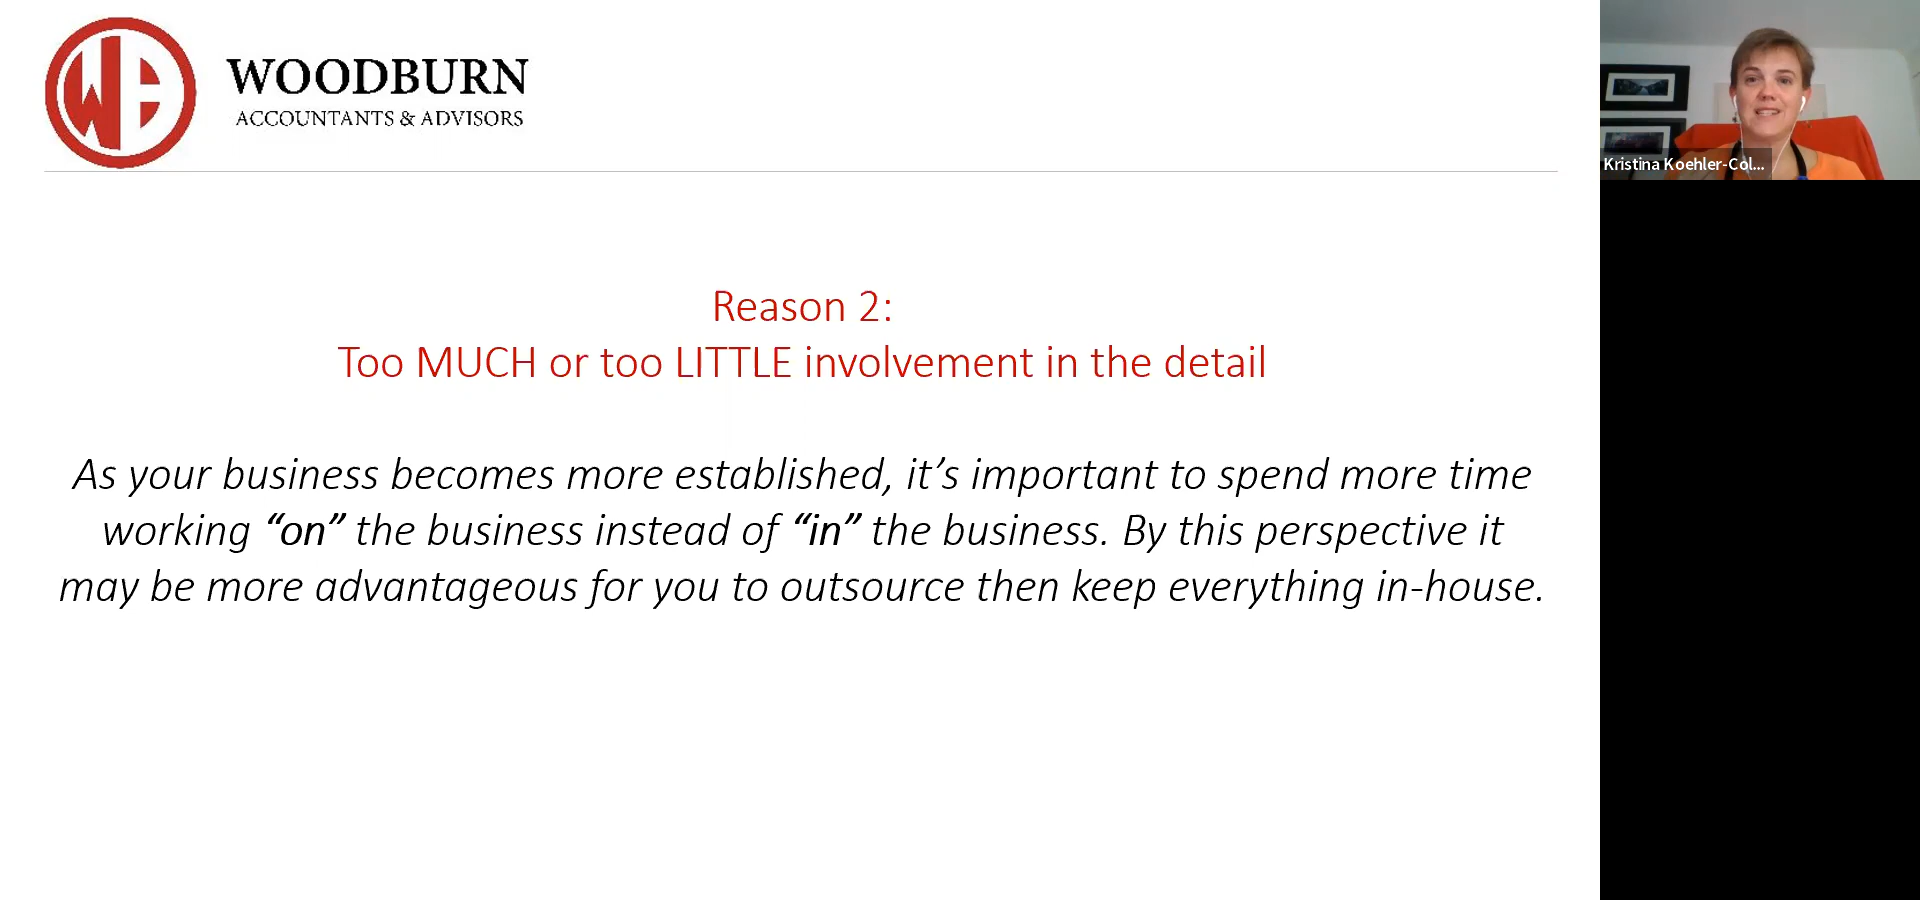 WOODBURN
ACCOUNTANTS & ADVISORS
Kristina Koehler-Col...
Reason 2:
Too MUCH or too LITTLE involvement in the detail
As your business becomes more established, it’s important to spend more time
working “on” the business instead of “in” the business. By this perspective it
may be more advantageous for you to outsource then keep everything in-house.